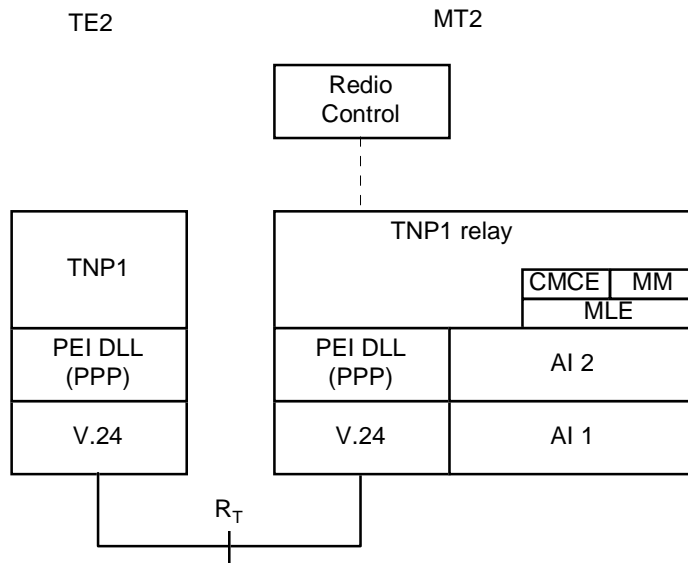 TE2
MT2
Redio
Control
TNP1
TNP1 relay
CMCE
MM
MLE
PEI DLL
(PPP)
PEI DLL
(PPP)
AI 2
V.24
V.24
AI 1
RT